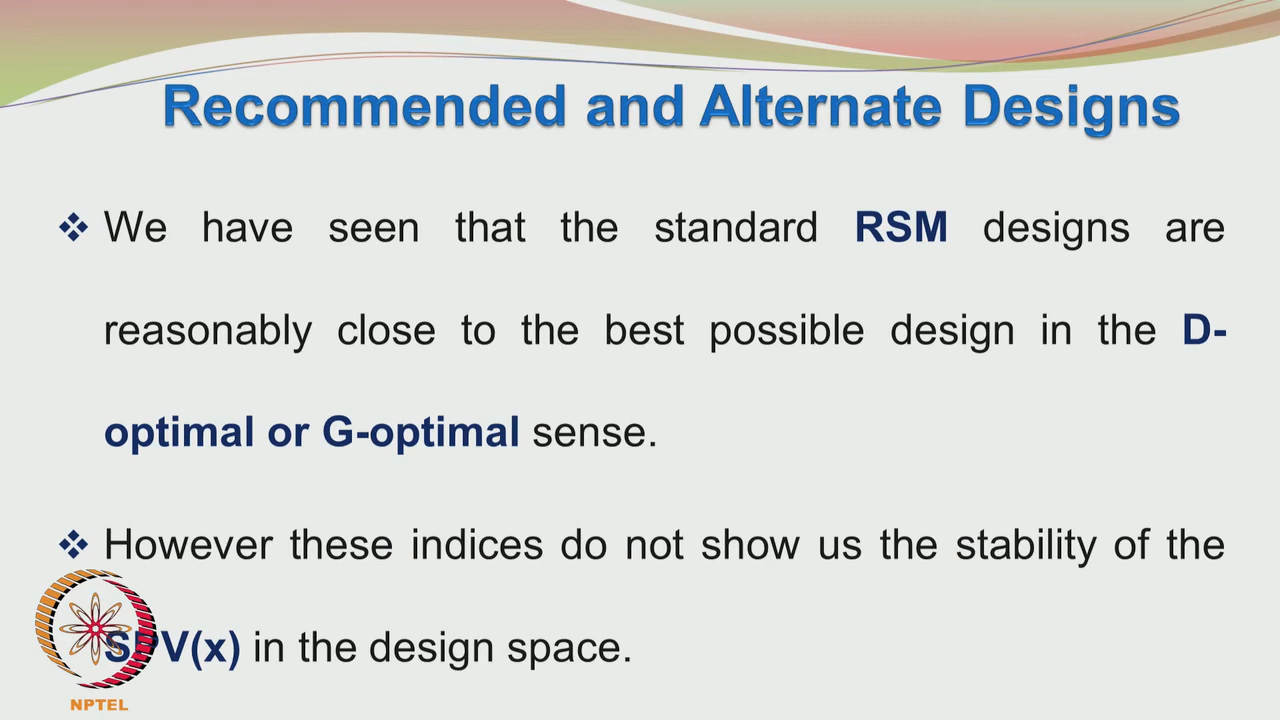 Recommended and Alternate Designs
❖ We have seen that the standard RSM designs are
reasonably close to the best possible design in the D-
optimal or G-optimal sense.
❖ However these indices do not show us the stability of the
SPV(x) in the design space.
NPTEL